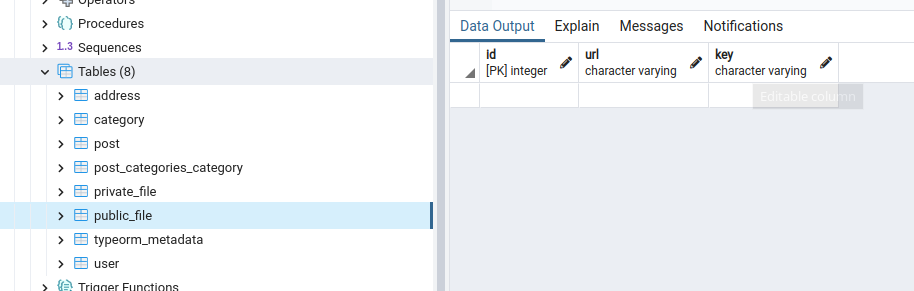 Operators
Procedures
1..3 Sequences
Tables (8)
address
category
post
post_categories_category
private_file
public_file
typeorm_metadata
user
Trigger Functions
Data Output Explain Messages Notifications
id url key
[PK] integer character varying character varying
Editable column